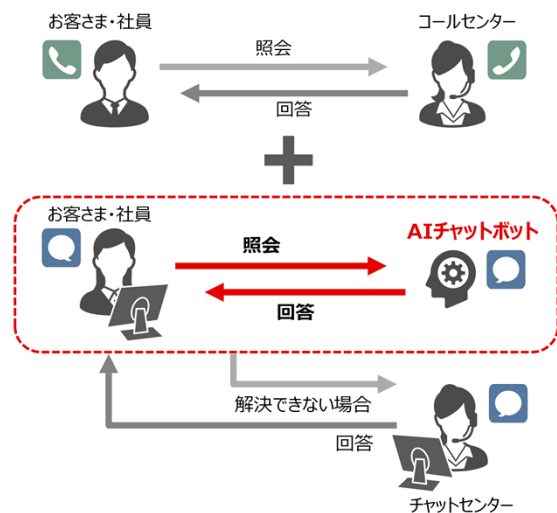 お客さま・社員
コールセンター
照会
回答
お客さま・社員
AIチャットボット
照会
回答
解決できない場合
回答
チャットセンター